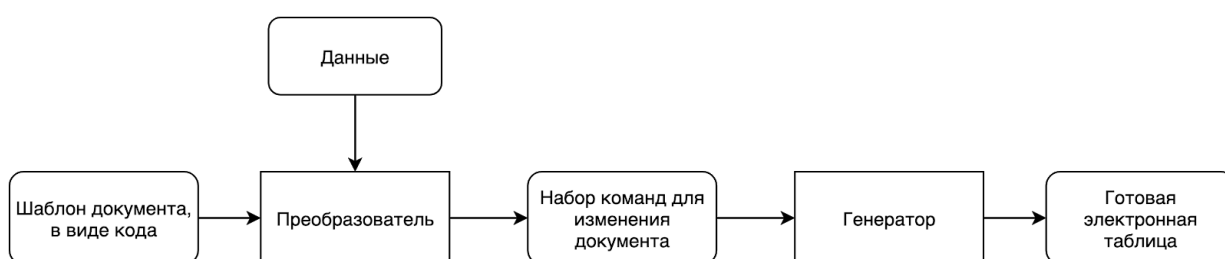 Данные
Шаблон документа,
в виде кода
Преобразователь
Набор команд для
изменения
документа
Генератор
Готовая
электронная
таблица